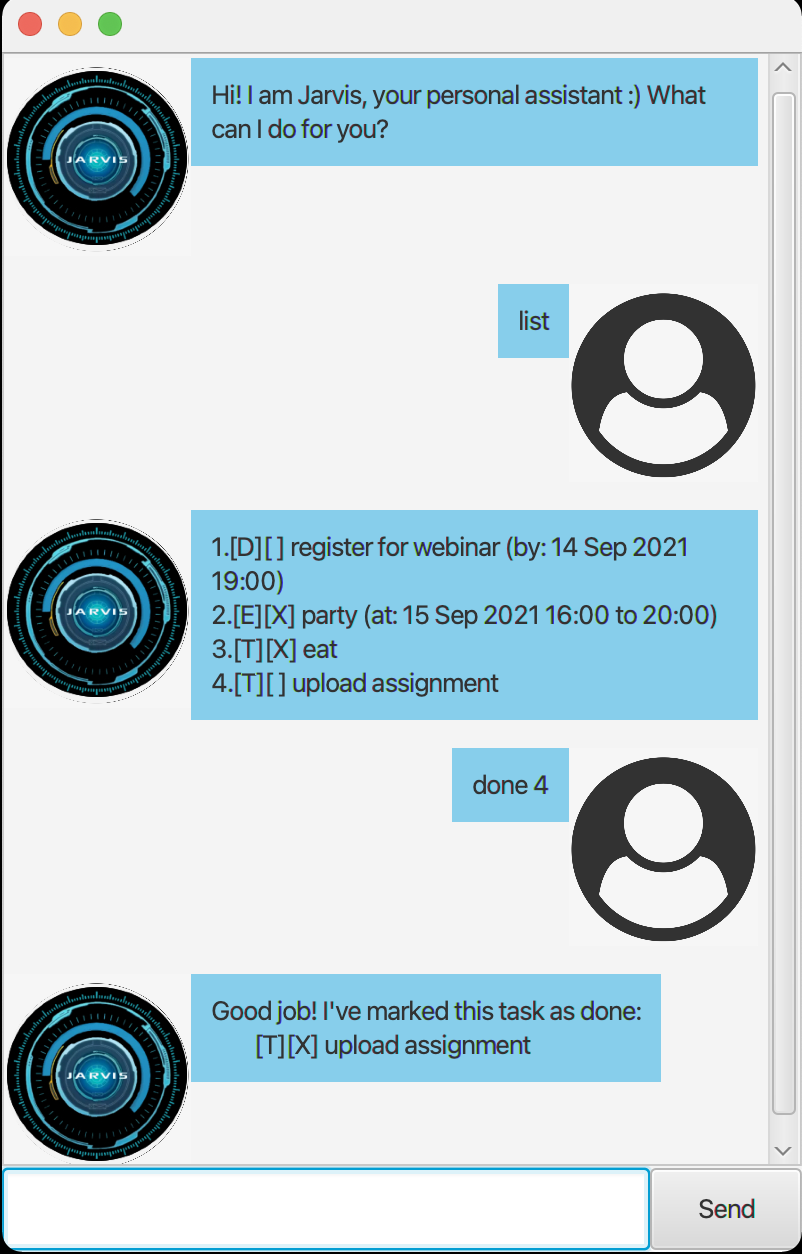 JARVIS
Hi! I am Jarvis, your personal assistant :) What
can I do for you?
list
JARVIS
1.[D][ ] register for webinar (by: 14 Sep 2021
19:00)
2.[E][X] party (at: 15 Sep 2021 16:00 to 20:00)
3.[T][X] eat
4.[T][ ] upload assignment
done 4
JARVIS
Good job! I've marked this task as done:
[T][X] upload assignment
Send